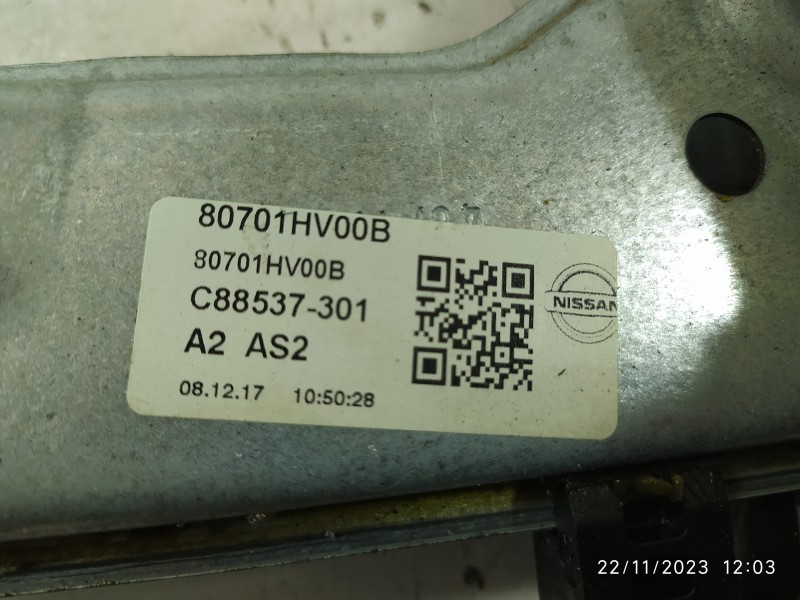 80701HV00B
80701HV00B
C88537-301
A2 AS2
08.12.17 10:50:28
NISSAN
22/11/2023 12:03